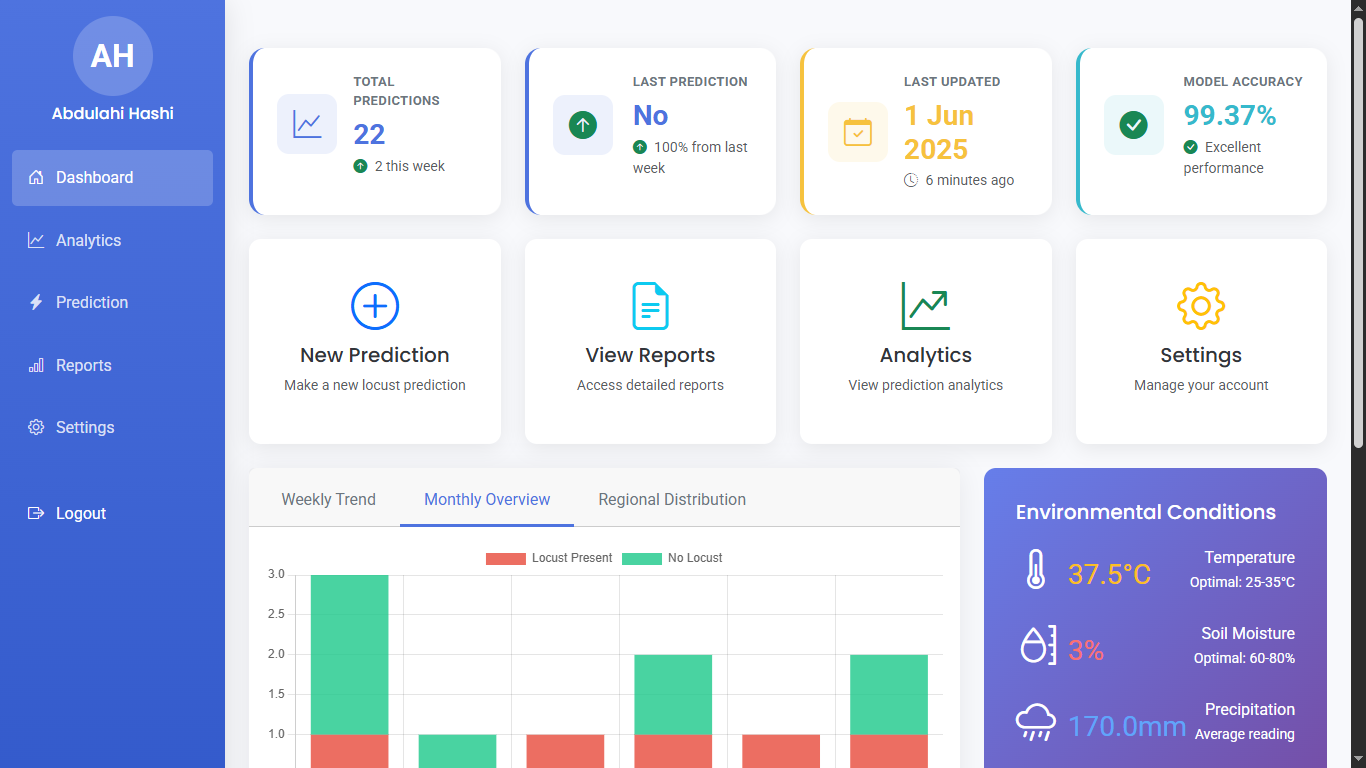 AH
Abdulahi Hashi
Dashboard
Analytics
Prediction
Reports
Settings
Logout
TOTAL
PREDICTIONS
22
2 this week
LAST PREDICTION
No
100% from last
week
LAST UPDATED
1 Jun
2025
6 minutes ago
MODEL ACCURACY
99.37%
Excellent
performance
New Prediction
Make a new locust prediction
View Reports
Access detailed reports
Analytics
View prediction analytics
Settings
Manage your account
Weekly Trend
Monthly Overview
Regional Distribution
Locust Present
No Locust
3.0
2.5
2.0
1.5
1.0
Environmental Conditions
37.5°C
Temperature
Optimal: 25-35°C
3%
Soil Moisture
Optimal: 60-80%
170.0mm
Precipitation
Average reading